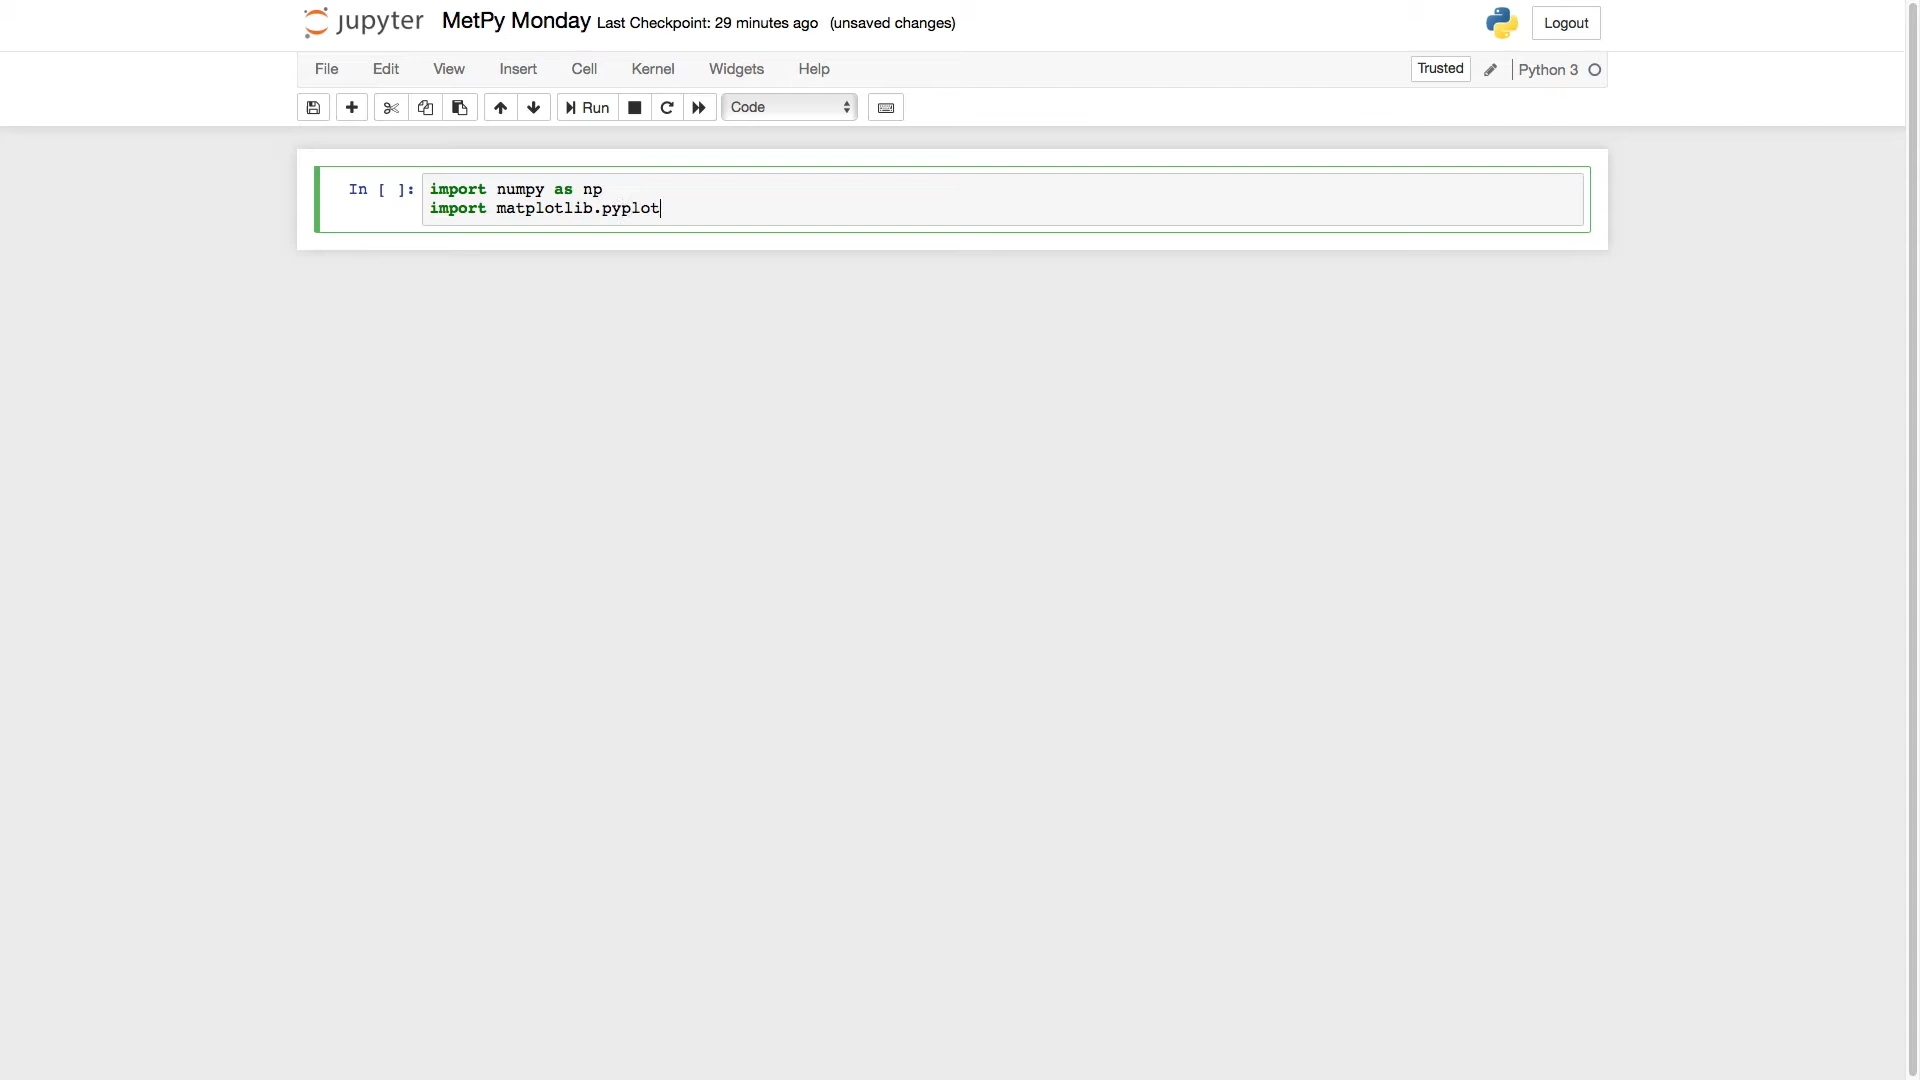 jupyter MetPy Monday Last Checkpoint: 29 minutes ago (unsaved changes) Logout
File Edit View Insert Cell Kernel Widgets Help Trusted Python 3
Run Code
In [ ]: import numpy as np
import matplotlib.pyplot